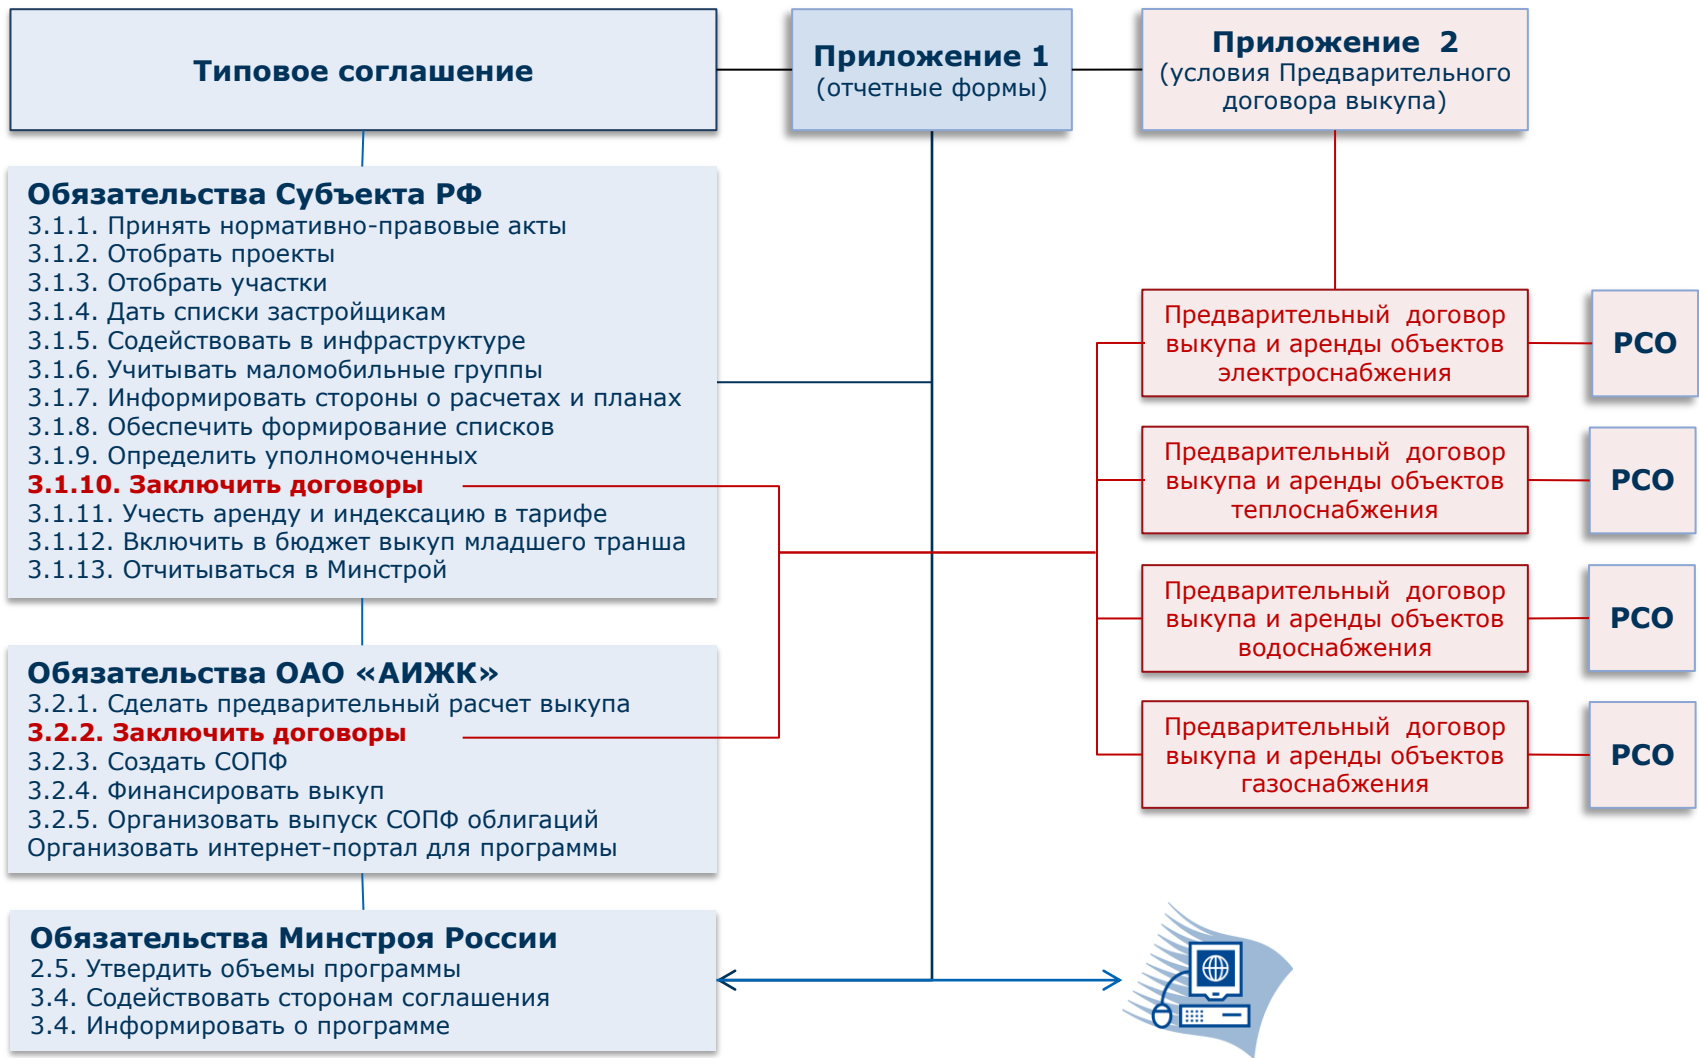 Типовое соглашение
Приложение 1
(отчетные формы)
Приложение 2
(условия Предварительного
договора выкупа)
Обязательства Субъекта РФ
3.1.1. Принять нормативно-правовые акты
3.1.2. Отобрать проекты
3.1.3. Отобрать участки
3.1.4. Дать списки застройщикам
3.1.5. Содействовать в инфраструктуре
3.1.6. Учитывать маломобильные группы
3.1.7. Информировать стороны о расчетах и планах
3.1.8. Обеспечить формирование списков
3.1.9. Определить уполномоченных
3.1.10. Заключить договоры
3.1.11. Учесть аренду и индексацию в тарифе
3.1.12. Включить в бюджет выкуп младшего транша
3.1.13. Отчитываться в Минстрой
Обязательства ОАО «АИЖК»
3.2.1. Сделать предварительный расчет выкупа
3.2.2. Заключить договоры
3.2.3. Создать СОПФ
3.2.4. Финансировать выкуп
3.2.5. Организовать выпуск СОПФ облигаций
Организовать интернет-портал для программы
Обязательства Минстроя России
2.5. Утвердить объемы программы
3.4. Содействовать сторонам соглашения
3.4. Информировать о программе
Предварительный договор
выкупа и аренды объектов
электроснабжения
РСО
Предварительный договор
выкупа и аренды объектов
теплоснабжения
РСО
Предварительный договор
выкупа и аренды объектов
водоснабжения
РСО
Предварительный договор
выкупа и аренды объектов
газоснабжения
РСО